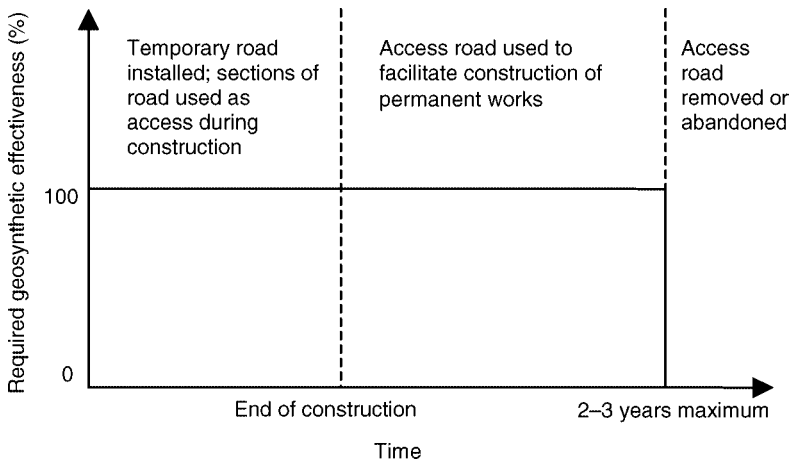 Required geosynthetic effectiveness (%)
Temporary road
installed; sections of
road used as
access during
construction
Access road used to
facilitate construction of
permanent works
Access
road
removed or
abandoned
100
0
End of construction
2–3 years maximum
Time